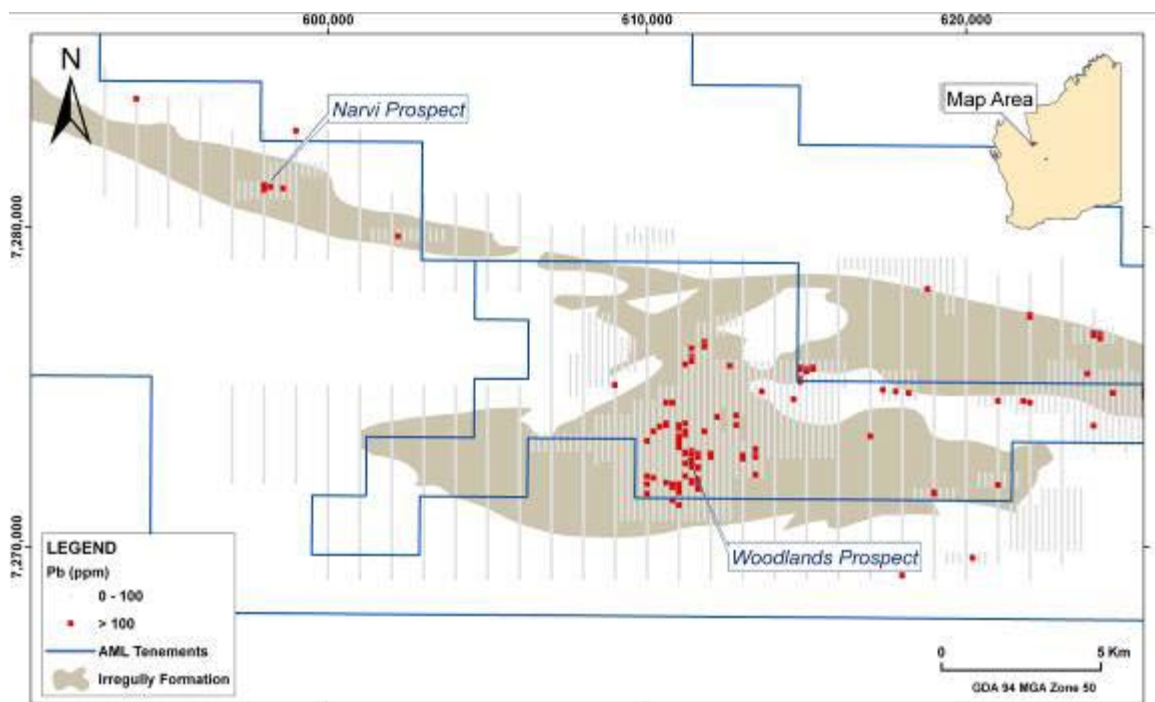 600,000
610,000
620,000
N
Narvi Prospect
Map Area
7,280,000
7,270,000
Woodlands Prospect
LEGEND
Pb (ppm)
0 - 100
> 100
AML Tenements
Irregully Formation
0
5 Km
GDA 94 MGA Zone 50